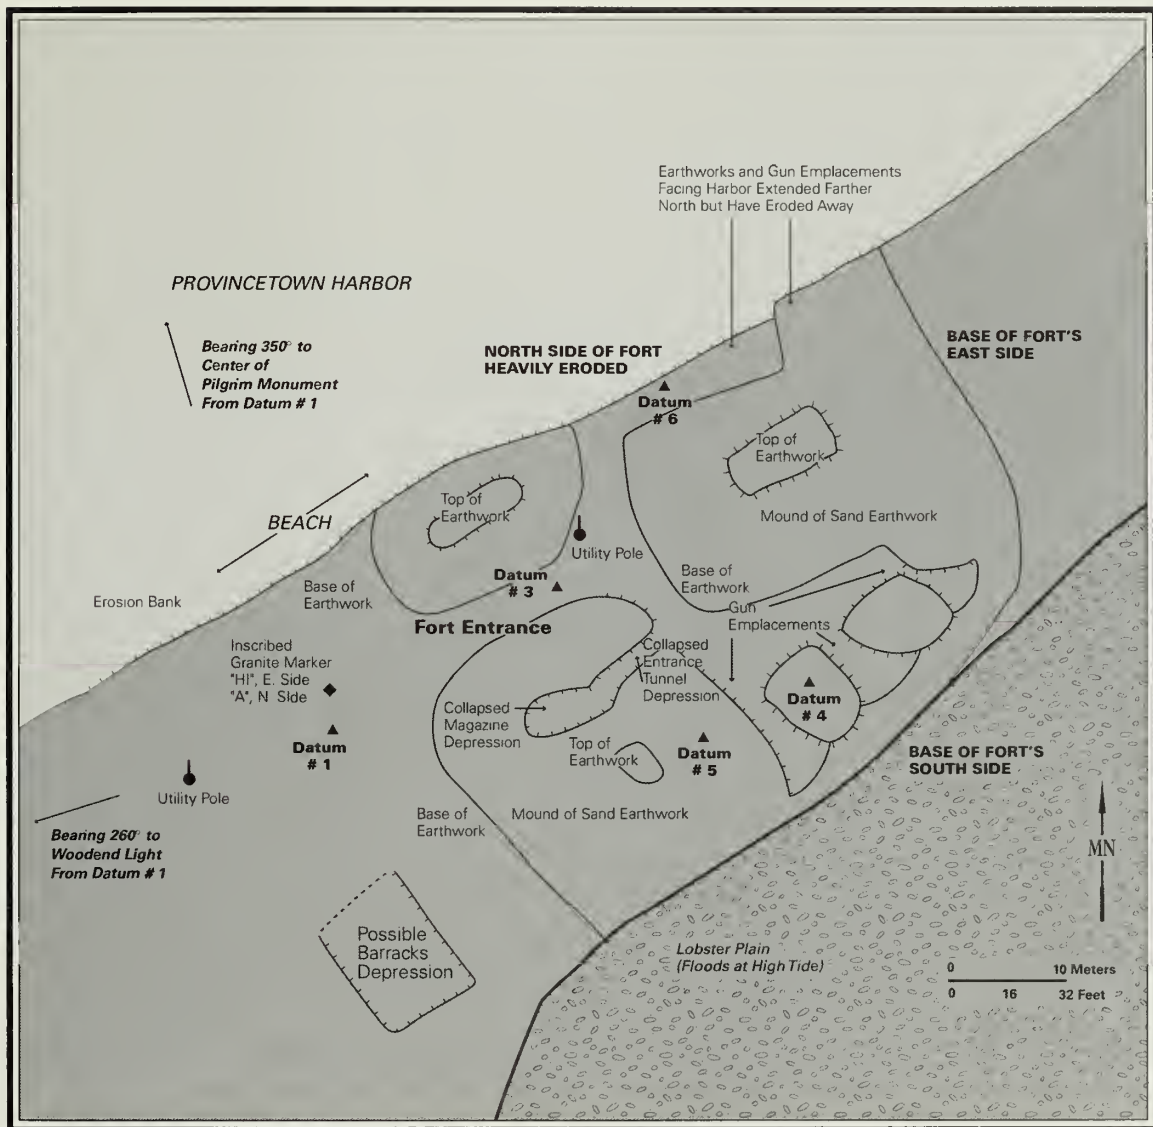 Earthworks and Gun Emplacements
Facing Harbor Extended Farther
North but Have Eroded Away
PROVINCETOWN HARBOR
Bearing 350° to
Center of
Pilgrim Monument
From Datum # 1
NORTH SIDE OF FORT
HEAVILY ERODED
BASE OF FORT'S
EAST SIDE
Datum
# 6
Top of
Earthwork
Top of
Earthwork
Mound of Sand Earthwork
BEACH
Utility Pole
Datum
# 3
Base of
Earthwork
Base of
Earthwork
Erosion Bank
Gun
Emplacements
Fort Entrance
Inscribed
Granite Marker
"HI", E. Side
"A", N. Side
Collapsed
Entrance
Tunnel
Depression
Collapsed
Magazine
Depression
Datum
# 4
Datum
# 1
Top of
Earthwork
Datum
# 5
BASE OF FORT'S
SOUTH SIDE
Utility Pole
Base of
Earthwork
Mound of Sand Earthwork
Bearing 260° to
Woodend Light
From Datum # 1
MN
Possible
Barracks
Depression
Lobster Plain
(Floods at High Tide)
0 10 Meters
0 16 32 Feet